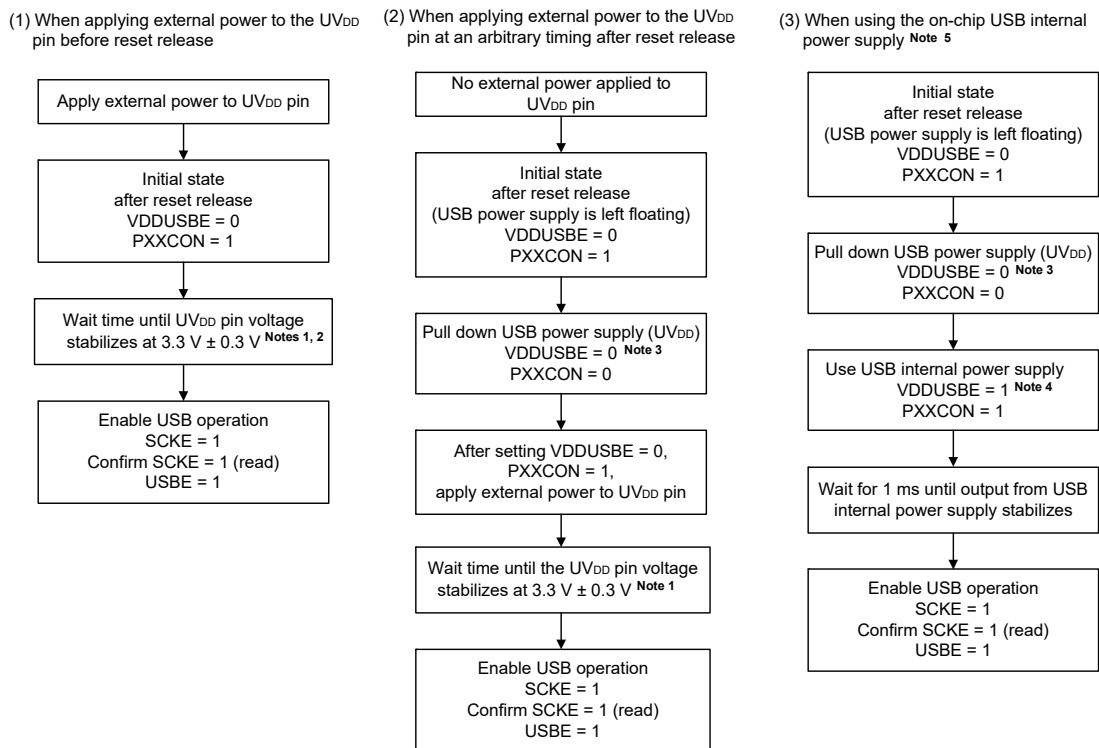 (1) When applying external power to the UVDD
pin before reset release
Apply external power to UVDD pin
Initial state
after reset release
VDDUSBE = 0
PXXCON = 1
Wait time until UVDD pin voltage
stabilizes at 3.3 V ± 0.3 V Notes 1, 2
Enable USB operation
SCKE = 1
Confirm SCKE = 1 (read)
USBE = 1
(2) When applying external power to the UVDD
pin at an arbitrary timing after reset release
No external power applied to
UVDD pin
Initial state
after reset release
(USB power supply is left floating)
VDDUSBE = 0
PXXCON = 1
Pull down USB power supply (UVDD)
VDDUSBE = 0 Note 3
PXXCON = 0
After setting VDDUSBE = 0,
PXXCON = 1,
apply external power to UVDD pin
Wait time until the UVDD pin voltage
stabilizes at 3.3 V ± 0.3 V Note 1
Enable USB operation
SCKE = 1
Confirm SCKE = 1 (read)
USBE = 1
(3) When using the on-chip USB internal
power supply Note 5
Initial state
after reset release
(USB power supply is left floating)
VDDUSBE = 0
PXXCON = 1
Pull down USB power supply (UVDD)
VDDUSBE = 0 Note 3
PXXCON = 0
Use USB internal power supply
VDDUSBE = 1 Note 4
PXXCON = 1
Wait for 1 ms until output from USB
internal power supply stabilizes
Enable USB operation
SCKE = 1
Confirm SCKE = 1 (read)
USBE = 1